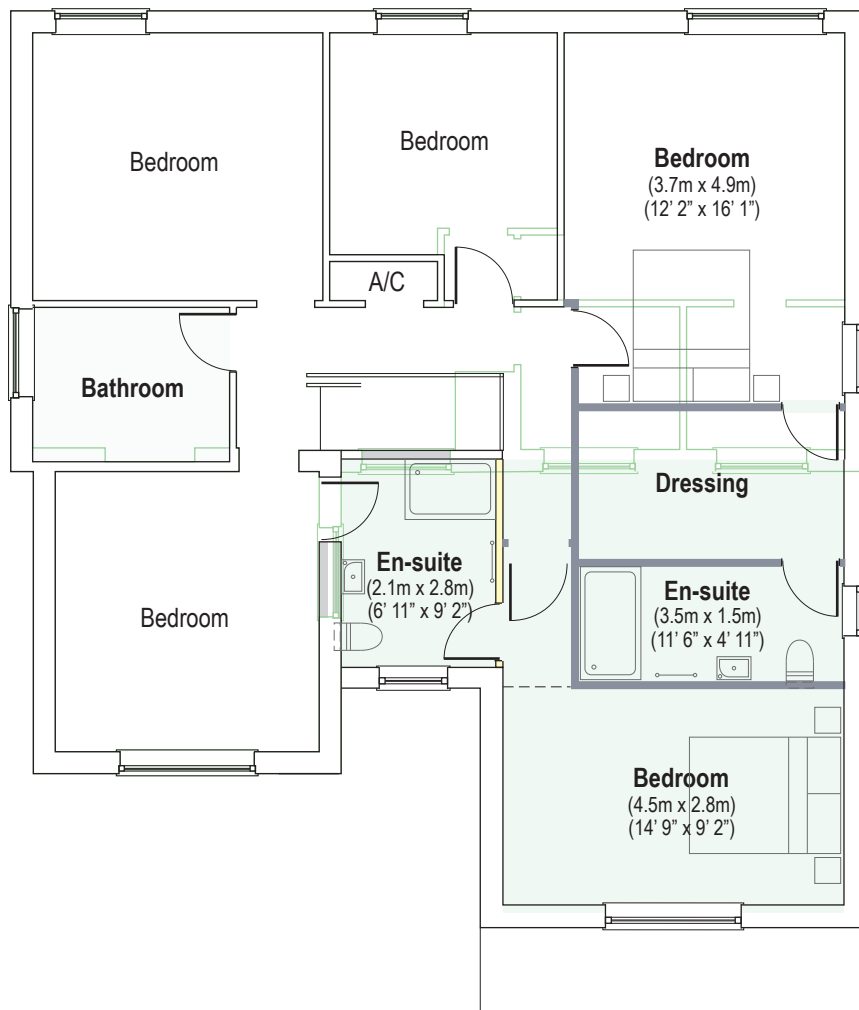 Bedroom
Bedroom
Bedroom
(3.7m x 4.9m)
(12’ 2” x 16’ 1”)
A/C
Bathroom
Dressing
En-suite
(2.1m x 2.8m)
(6’ 11” x 9’ 2”)
En-suite
(3.5m x 1.5m)
(11’ 6” x 4’ 11”)
Bedroom
Bedroom
(4.5m x 2.8m)
(14’ 9” x 9’ 2”)